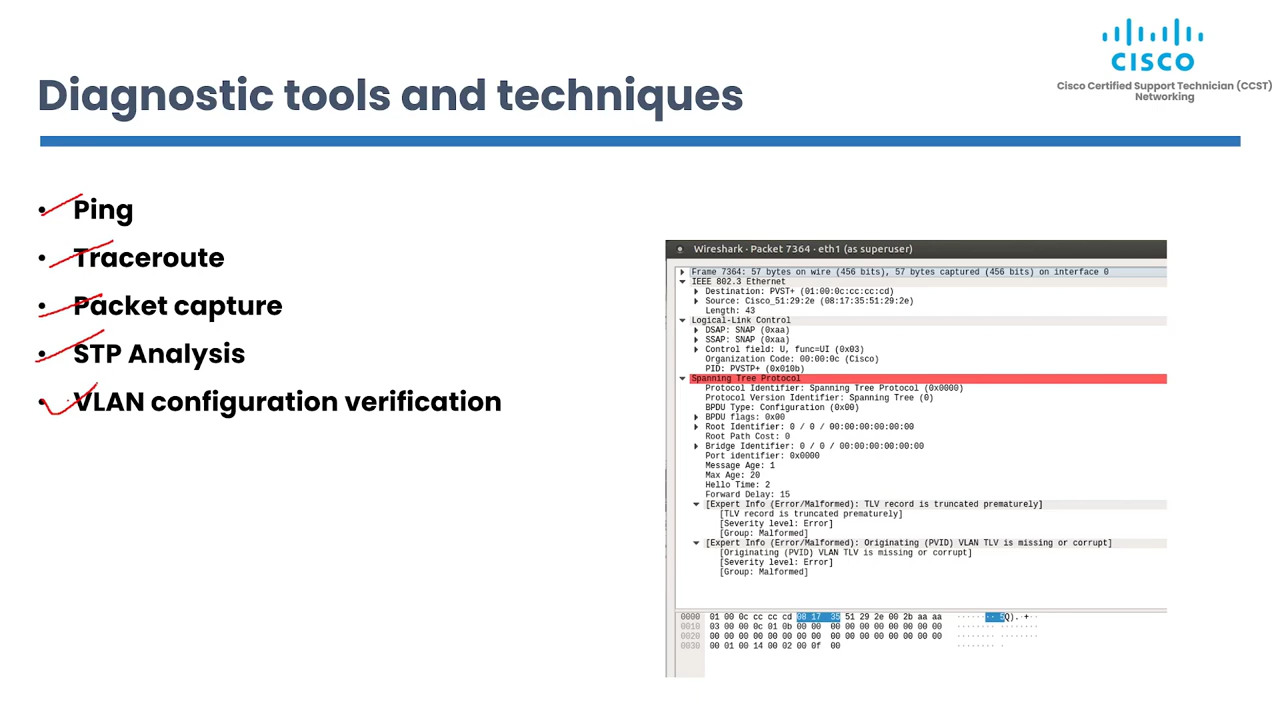 CISCO
Cisco Certified Support Technician (CCST)
Networking
Diagnostic tools and techniques
• Ping
• Traceroute
• Packet capture
• STP Analysis
• VLAN configuration verification
Wireshark · Packet 7364 · eth1 (as superuser)
Frame 7364: 57 bytes on wire (456 bits), 57 bytes captured (456 bits) on interface 0
IEEE 802.3 Ethernet
Destination: PVST+ (01:00:0c:cc:cc:cd)
Source: Cisco_51:29:2e (08:17:35:51:29:2e)
Length: 43
Logical-Link Control
DSAP: SNAP (0xaa)
SSAP: SNAP (0xaa)
Control field: U, func=UI (0x03)
Organization Code: 00:00:0c (Cisco)
PID: PVSTP+ (0x010b)
Spanning Tree Protocol
Protocol Identifier: Spanning Tree Protocol (0x0000)
Protocol Version Identifier: Spanning Tree (0)
BPDU Type: Configuration (0x00)
BPDU flags: 0x00
Root Identifier: 0 / 0 / 00:00:00:00:00:00
Root Path Cost: 0
Bridge Identifier: 0 / 0 / 00:00:00:00:00:00
Port identifier: 0x0000
Message Age: 1
Max Age: 20
Hello Time: 2
Forward Delay: 15
[Expert Info (Error/Malformed): TLV record is truncated prematurely]
[TLV record is truncated prematurely]
[Severity level: Error]
[Group: Malformed]
[Expert Info (Error/Malformed): Originating (PVID) VLAN TLV is missing or corrupt]
[Originating (PVID) VLAN TLV is missing or corrupt]
[Severity level: Error]
[Group: Malformed]
0000 01 00 0c cc cc cd 08 17 35 51 29 2e 00 2b aa aa ········ 5Q).·+··
0010 03 00 00 0c 01 0b 00 00 00 00 00 00 00 00 00 00 ········ ········
0020 00 00 00 00 00 00 00 00 00 00 00 00 00 00 00 00 ········ ········
0030 00 01 00 14 00 02 00 0f 00 ········ ·